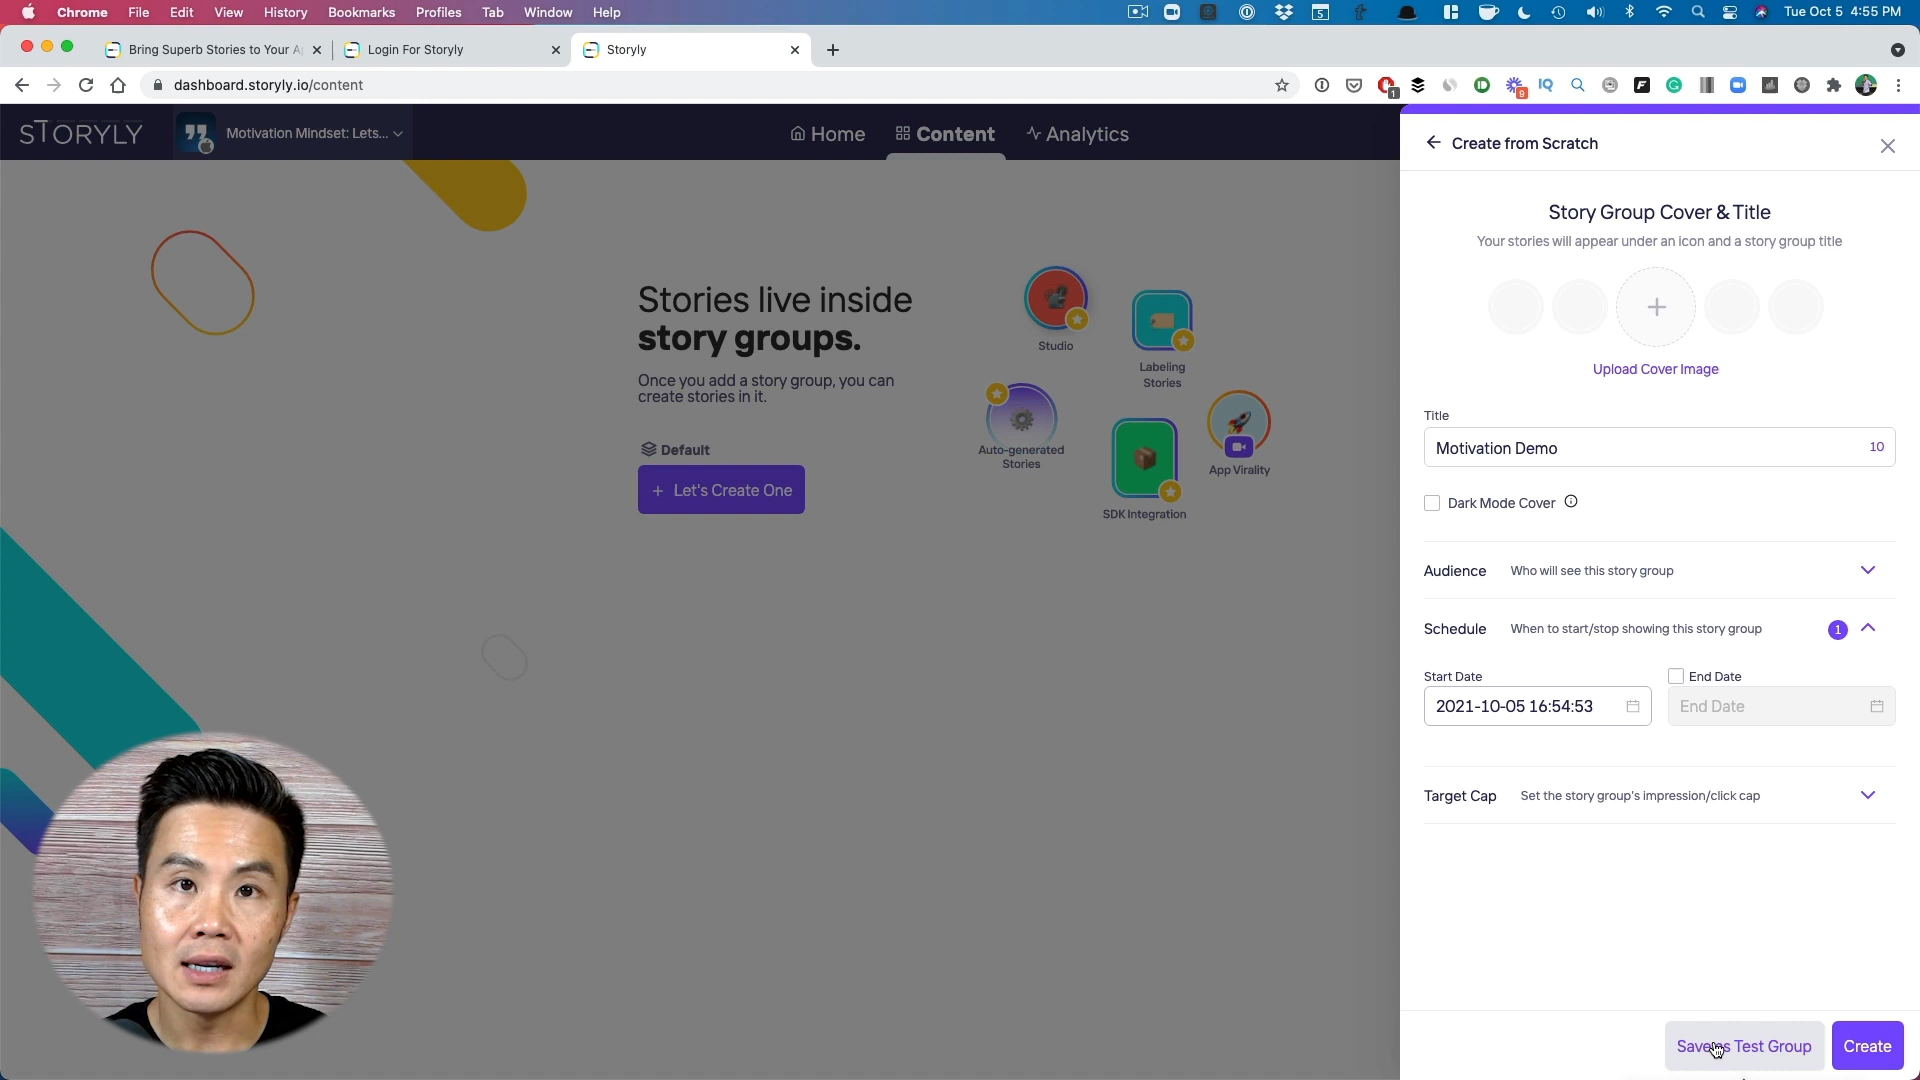 Chrome File Edit View History Bookmarks Profiles Tab Window Help
5
Tue Oct 5 4:55 PM
Bring Superb Stories to Your A
Login For Storyly
Storyly
dashboard.storyly.io/content
1
9
STORYLY
Motivation Mindset: Lets...
Home
Content
Analytics
Create from Scratch
Story Group Cover & Title
Your stories will appear under an icon and a story group title
Upload Cover Image
Title
Motivation Demo
10
Dark Mode Cover
Audience Who will see this story group
Schedule When to start/stop showing this story group
1
Start Date
End Date
2021-10-05 16:54:53
End Date
Target Cap Set the story group's impression/click cap
Test Group
Create
Stories live inside
story groups.
Once you add a story group, you can
create stories in it.
Default
+ Let's Create One
Studio
Labeling
Stories
Auto-generated
Stories
App Virality
SDK Integration